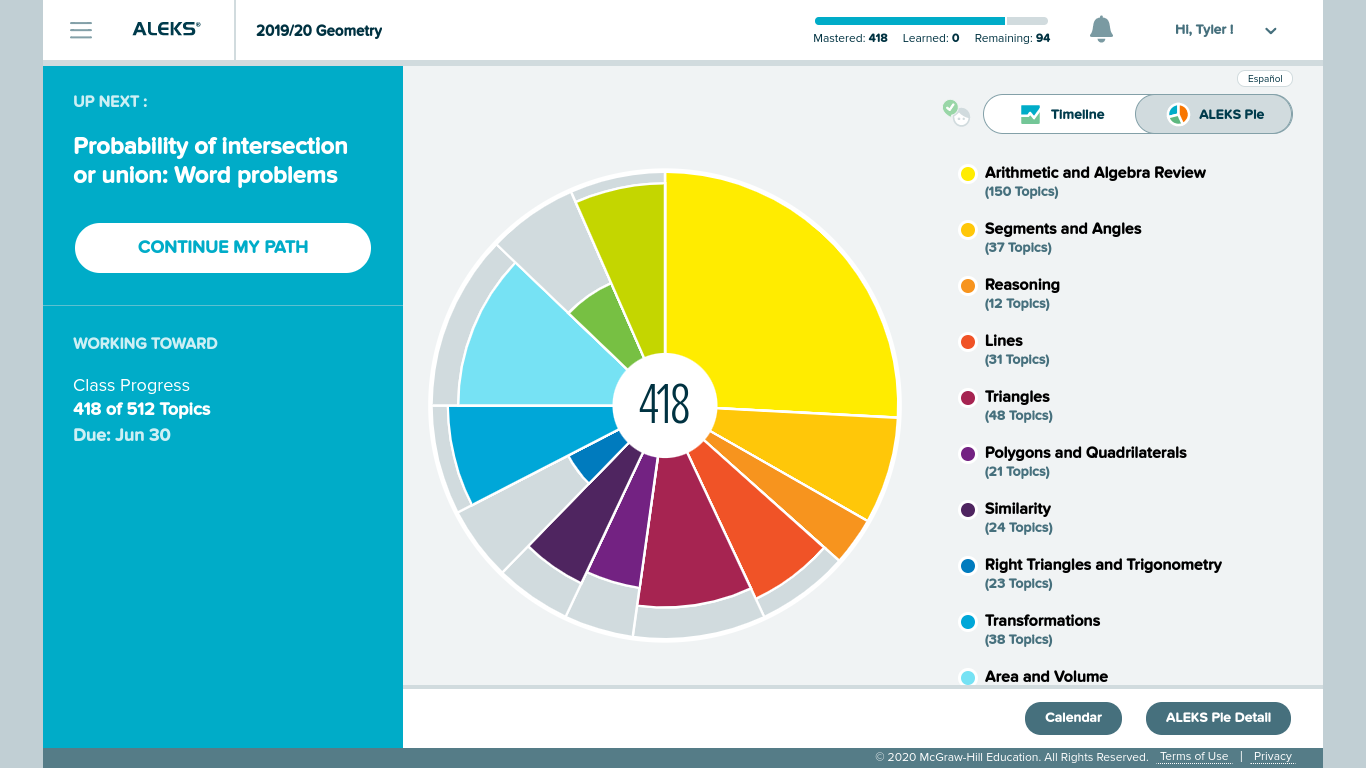 ALEKS®
2019/20 Geometry
Mastered: 418 Learned: 0 Remaining: 94
Hi, Tyler !
Español
UP NEXT :
Probability of intersection
or union: Word problems
CONTINUE MY PATH
WORKING TOWARD
Class Progress
418 of 512 Topics
Due: Jun 30
Timeline
ALEKS Pie
418
Arithmetic and Algebra Review
(150 Topics)
Segments and Angles
(37 Topics)
Reasoning
(12 Topics)
Lines
(31 Topics)
Triangles
(48 Topics)
Polygons and Quadrilaterals
(21 Topics)
Similarity
(24 Topics)
Right Triangles and Trigonometry
(23 Topics)
Transformations
(38 Topics)
Area and Volume
Calendar
ALEKS Pie Detail
© 2020 McGraw-Hill Education. All Rights Reserved. Terms of Use | Privacy